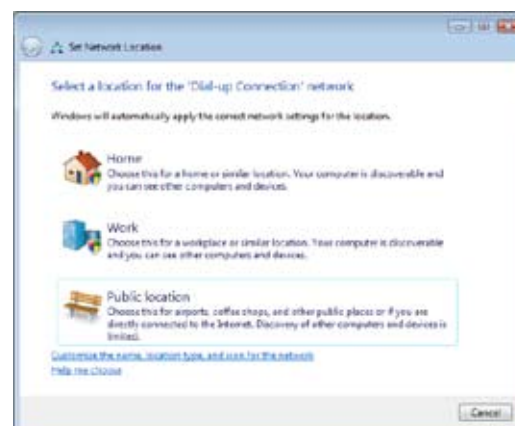 Set Network Location
Select a location for the 'Dial-up Connection' network
Windows will automatically apply the correct network settings for the location.
Home
Choose this for a home or similar location. Your computer is discoverable and
you can see other computers and devices.
Work
Choose this for a workplace or similar location. Your computer is discoverable
and you can see other computers and devices.
Public location
Choose this for airports, coffee shops, and other public places or if you are
directly connected to the Internet. Discovery of other computers and devices is
limited.
Customize the name, location type, and icon for the network
Help me choose
Cancel